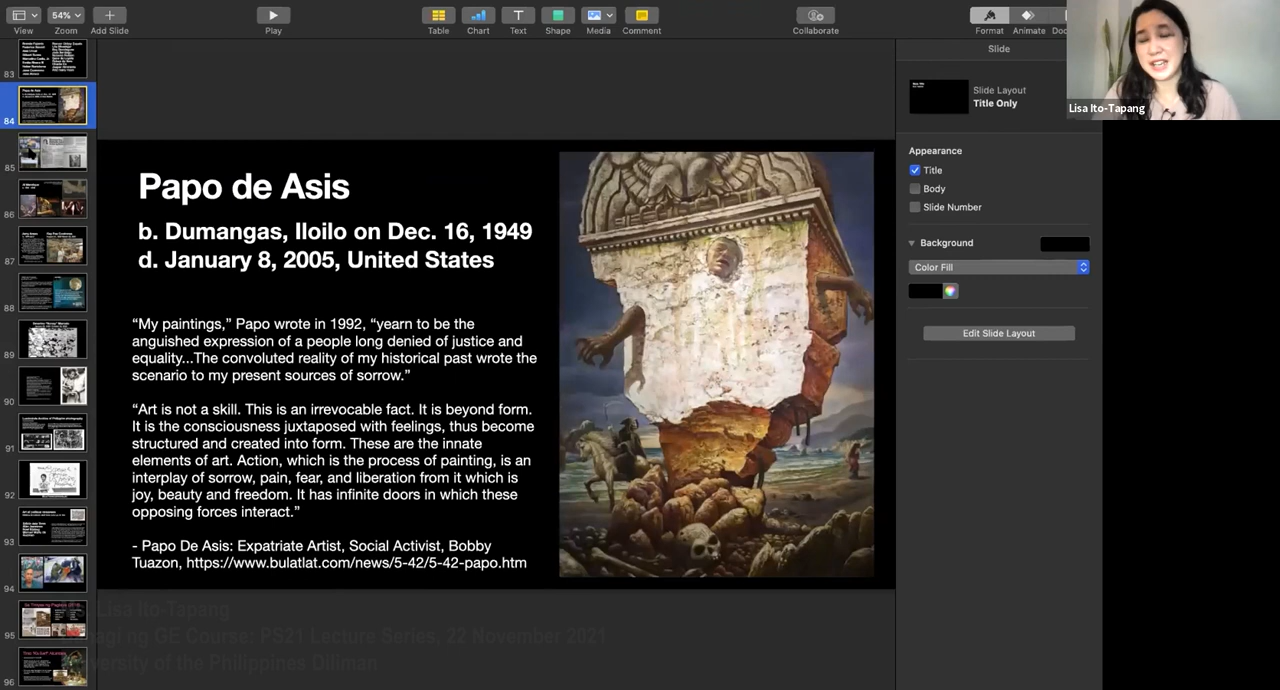 54%
View
Zoom
Add Slide
Play
Table
Chart
Text
Shape
Media
Comment
Collaborate
Format
Animate
Lisa Ito-Tapang
Slide
Slide Layout
Title Only
Appearance
Title
Body
Slide Number
Background
Color Fill
Edit Slide Layout
83
84
85
86
87
88
89
90
91
92
93
94
95
96
Papo de Asis
b. Dumangas, Iloilo on Dec. 16, 1949
d. January 8, 2005, United States
“My paintings,” Papo wrote in 1992, “yearn to be the
anguished expression of a people long denied of justice and
equality...The convoluted reality of my historical past wrote the
scenario to my present sources of sorrow.”
“Art is not a skill. This is an irrevocable fact. It is beyond form.
It is the consciousness juxtaposed with feelings, thus become
structured and created into form. These are the innate
elements of art. Action, which is the process of painting, is an
interplay of sorrow, pain, fear, and liberation from it which is
joy, beauty and freedom. It has infinite doors in which these
opposing forces interact.”
- Papo De Asis: Expatriate Artist, Social Activist, Bobby
Tuazon, https://www.bulatlat.com/news/5-42/5-42-papo.htm
Lisa Ito-Tapang
GE Course: PS21 Lecture Series, 22 November 2021
of the Philippines Diliman